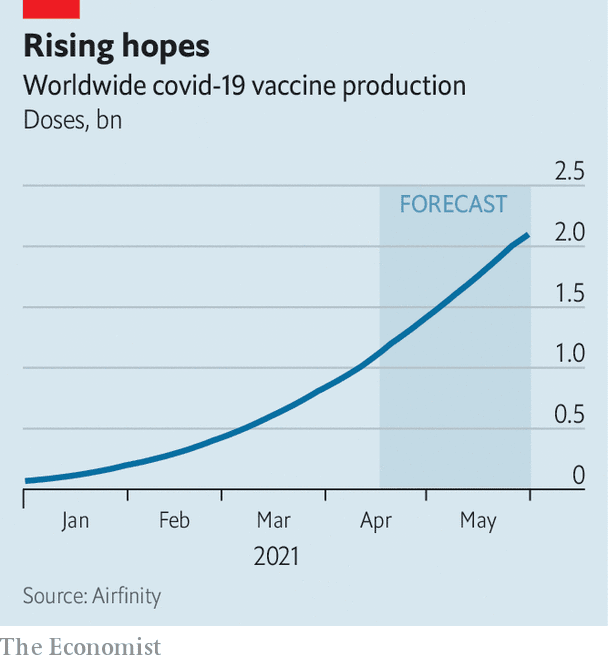 Rising hopes
Worldwide covid-19 vaccine production
Doses, bn
2.5
FORECAST
2.0
1.5
1.0
0.5
0
Jan Feb Mar Apr May
2021
Source: Airfinity
The Economist